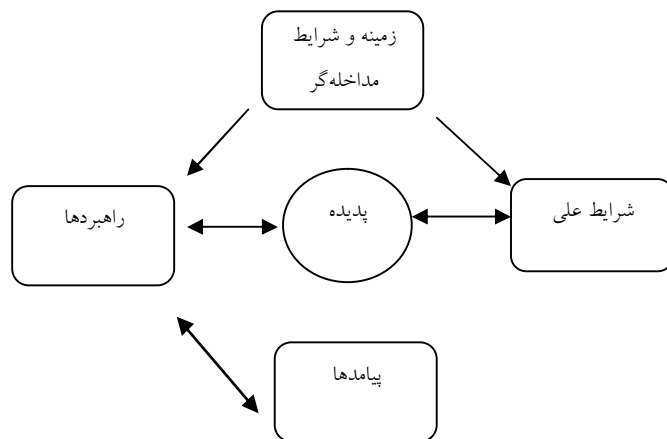 زمینه و شرایط
مداخله‌گر
شرایط علی
پدیده
راهبردها
پیامدها